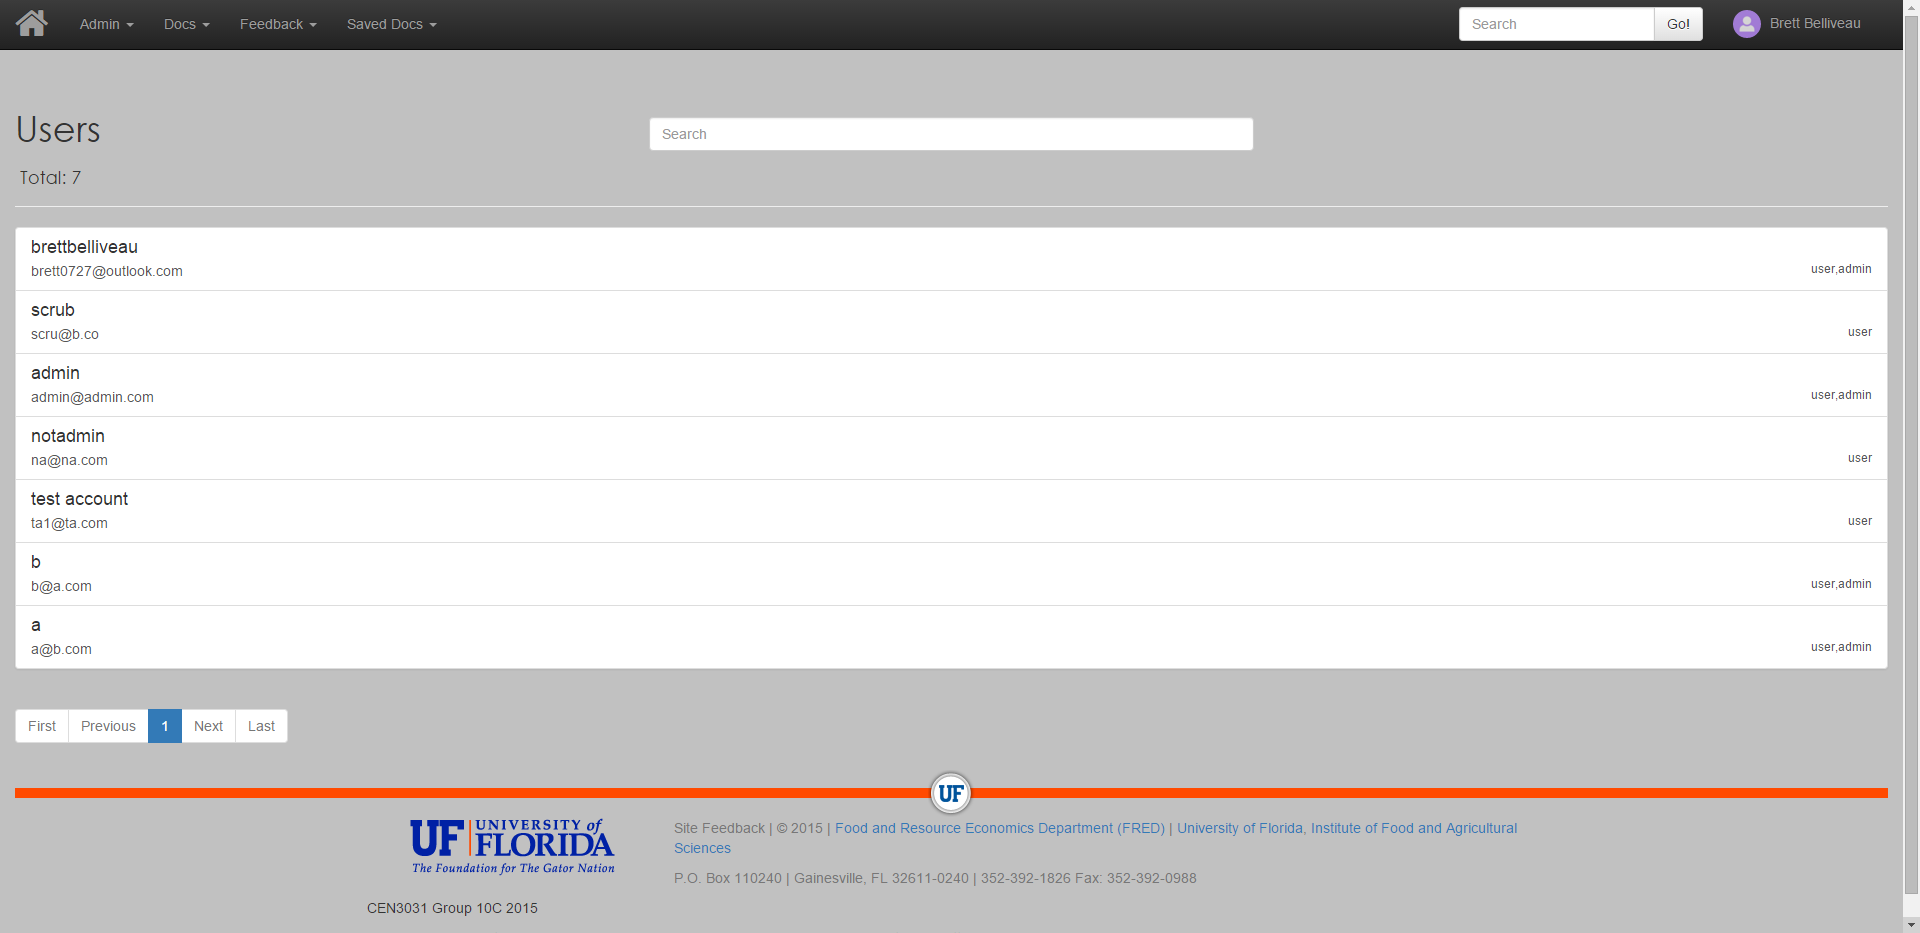 Admin Docs Feedback Saved Docs Search Go! Brett Belliveau
Users
Search
Total: 7
brettbelliveau
brett0727@outlook.com
user,admin
scrub
scru@b.co
user
admin
admin@admin.com
user,admin
notadmin
na@na.com
user
test account
ta1@ta.com
user
b
b@a.com
user,admin
a
a@b.com
user,admin
First Previous 1 Next Last
UF
UF UNIVERSITY of
FLORIDA
The Foundation for The Gator Nation
Site Feedback | © 2015 | Food and Resource Economics Department (FRED) | University of Florida, Institute of Food and Agricultural
Sciences
P.O. Box 110240 | Gainesville, FL 32611-0240 | 352-392-1826 Fax: 352-392-0988
CEN3031 Group 10C 2015